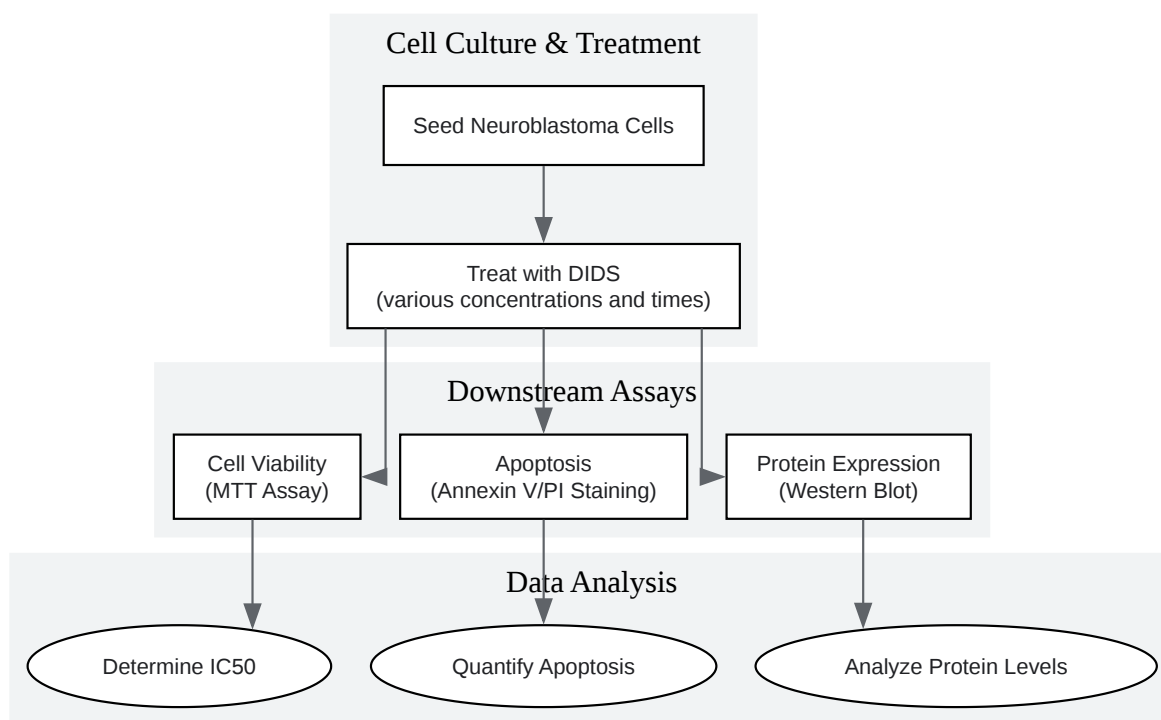 Cell Culture & Treatment
Seed Neuroblastoma Cells
Treat with DIDS
(various concentrations and times)
Downstream Assays
Cell Viability
(MTT Assay)
Apoptosis
(Annexin V/PI Staining)
Protein Expression
(Western Blot)
Data Analysis
Determine IC50
Quantify Apoptosis
Analyze Protein Levels